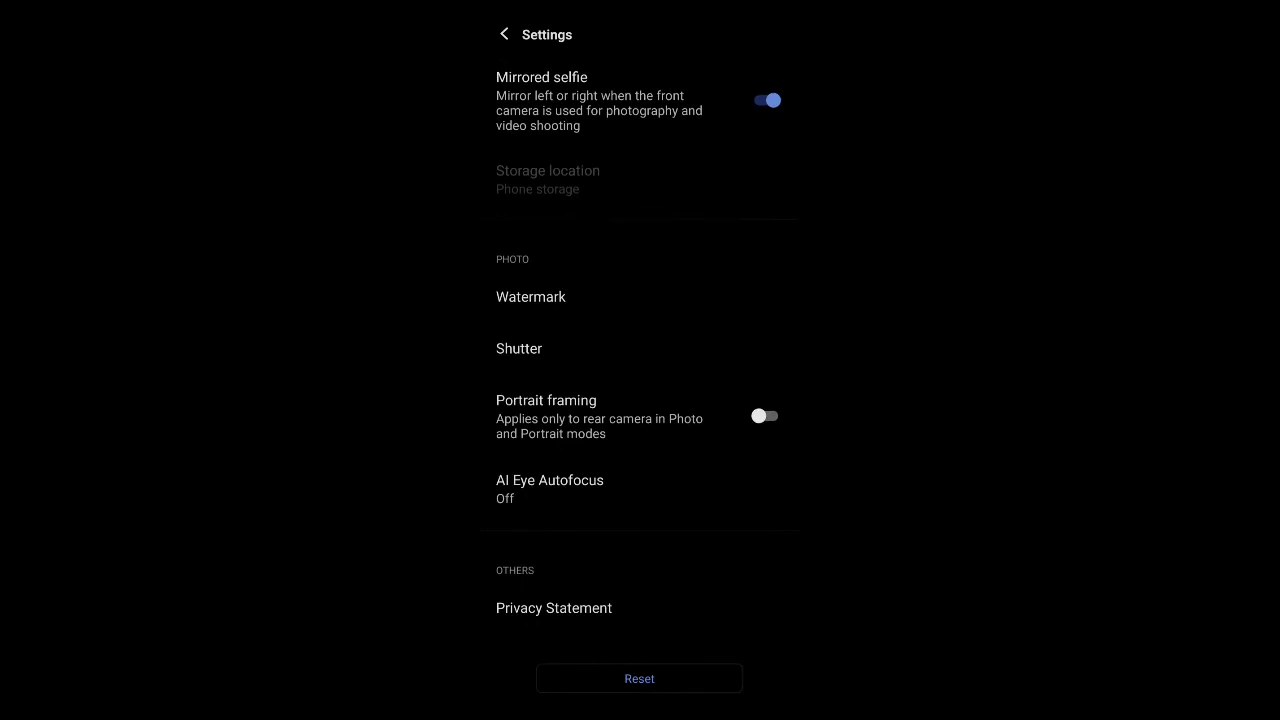 Settings
Mirrored selfie
Mirror left or right when the front
camera is used for photography and
video shooting
Storage location
Phone storage
PHOTO
Watermark
Shutter
Portrait framing
Applies only to rear camera in Photo
and Portrait modes
AI Eye Autofocus
Off
OTHERS
Privacy Statement
Reset